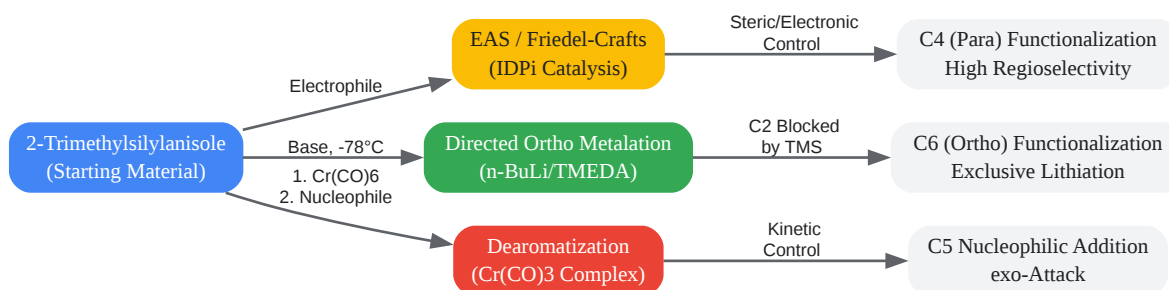 2-Trimethylsilylanisole
(Starting Material)
Electrophile
Base, -78°C
1. Cr(CO)6
2. Nucleophile
EAS / Friedel-Crafts
(IDPi Catalysis)
Directed Ortho Metalation
(n-BuLi/TMEDA)
Dearomatization
(Cr(CO)3 Complex)
Steric/Electronic
Control
C2 Blocked
by TMS
Kinetic
Control
C4 (Para) Functionalization
High Regioselectivity
C6 (Ortho) Functionalization
Exclusive Lithiation
C5 Nucleophilic Addition
exo-Attack